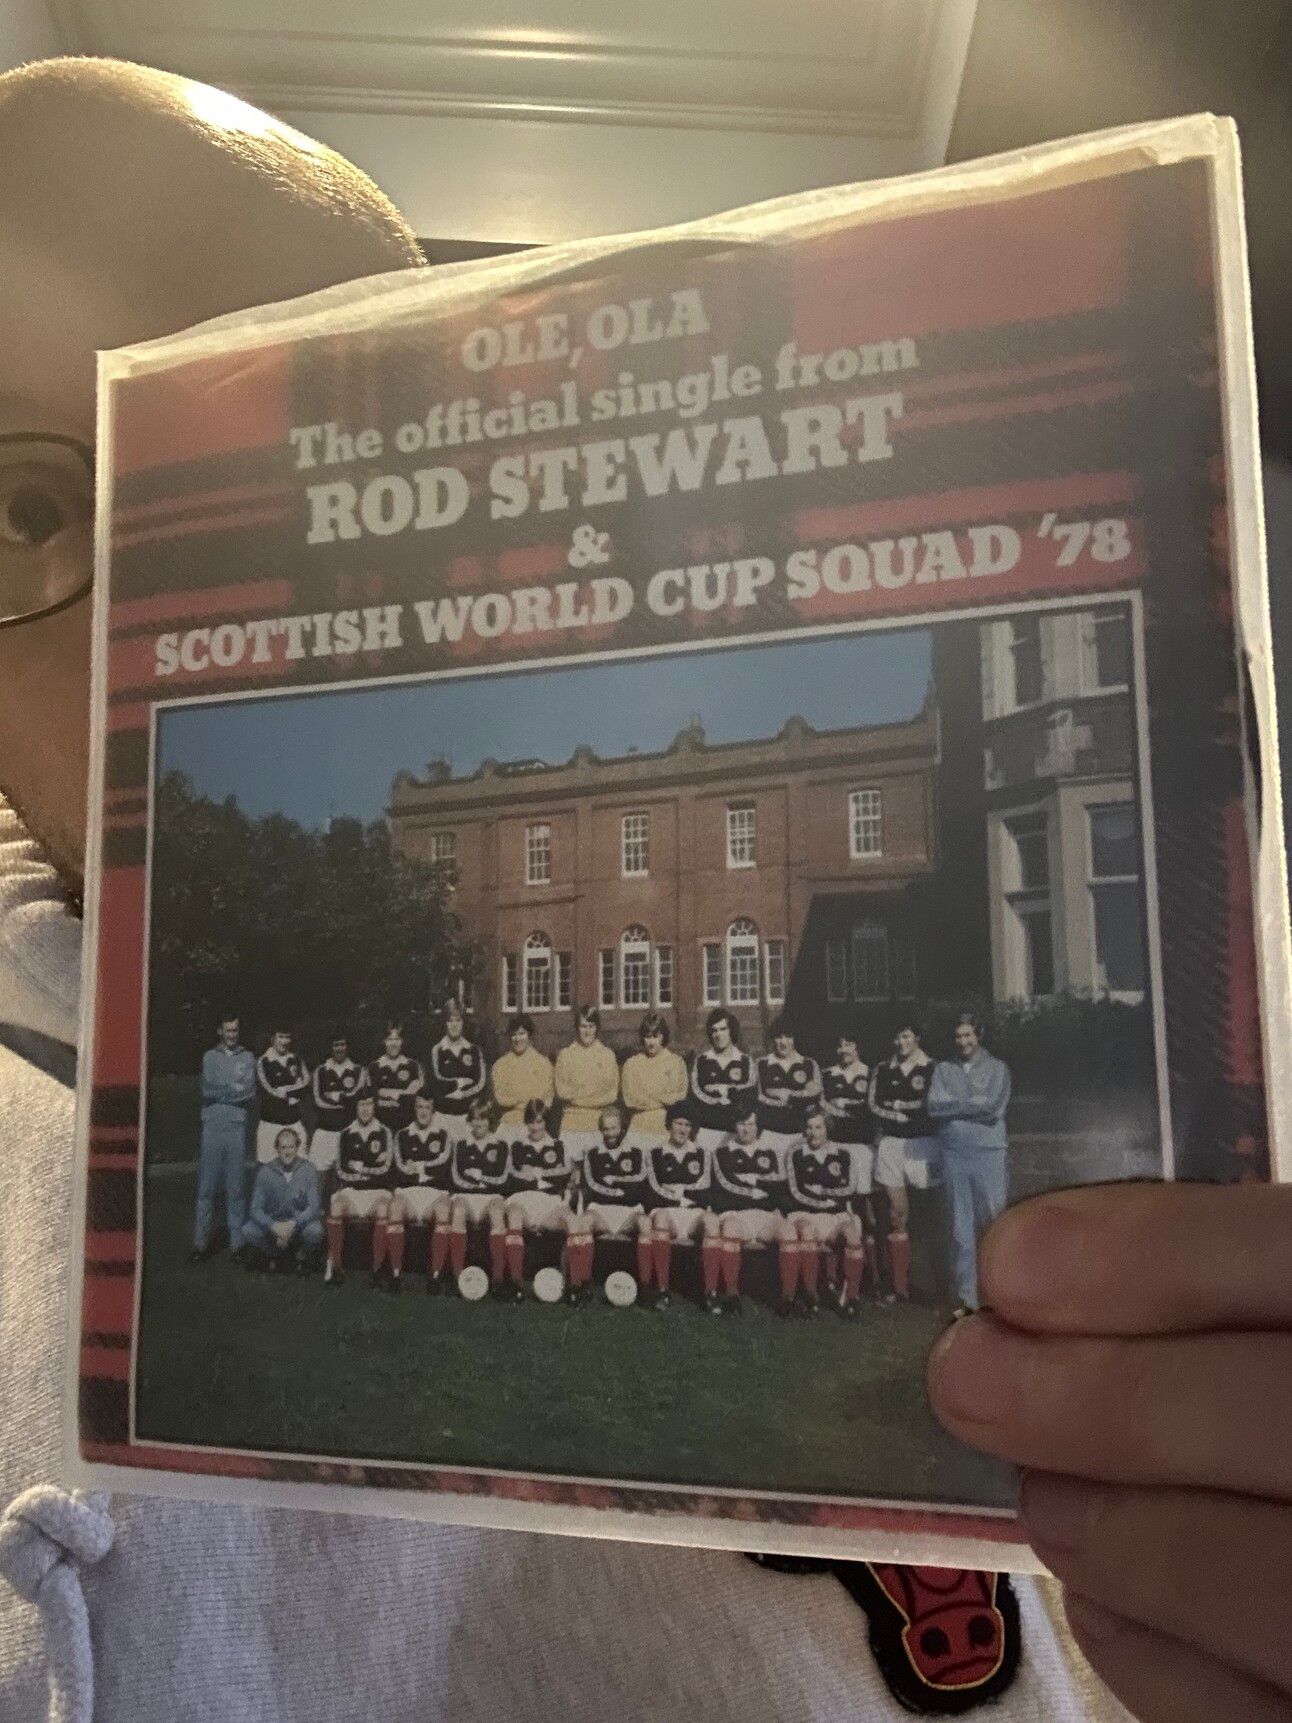 OLE, OLA
The official single from
ROD STEWART
&
SCOTTISH WORLD CUP SQUAD '78